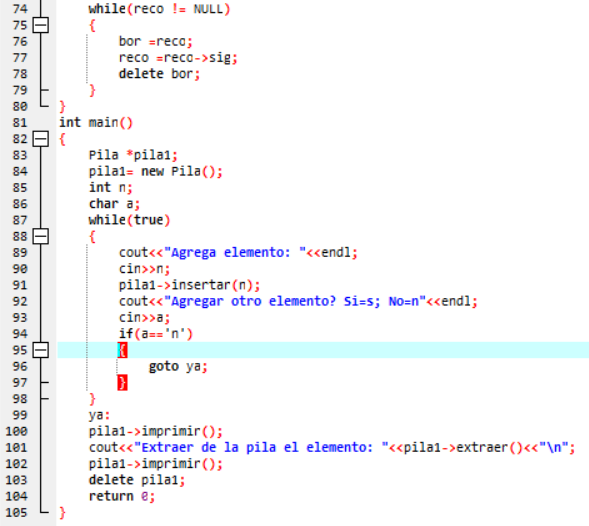 74 while(reco != NULL)
75 {
76 bor =reco;
77 reco =reco->sig;
78 delete bor;
79 }
80 }
81 int main()
82 {
83 Pila *pila1;
84 pila1= new Pila();
85 int n;
86 char a;
87 while(true)
88 {
89 cout<<"Agrega elemento: "<<endl;
90 cin>>n;
91 pila1->insertar(n);
92 cout<<"Agregar otro elemento? Si=s; No=n"<<endl;
93 cin>>a;
94 if(a=='n')
95 {
96 goto ya;
97 }
98 }
99 ya:
100 pila1->imprimir();
101 cout<<"Extraer de la pila el elemento: "<<pila1->extraer()<<"\n";
102 pila1->imprimir();
103 delete pila1;
104 return 0;
105 }